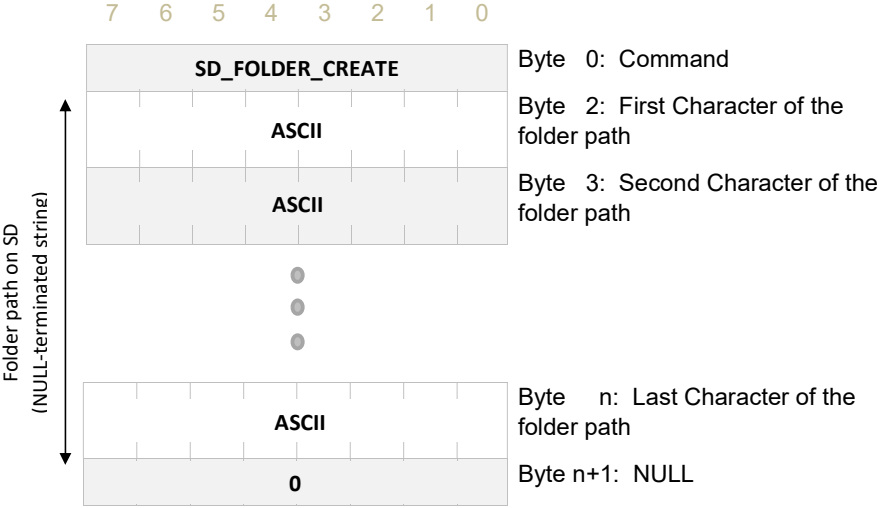 7 6 5 4 3 2 1 0
SD_FOLDER_CREATE
Byte 0: Command
ASCII
Byte 2: First Character of the
folder path
ASCII
Byte 3: Second Character of the
folder path
Folder path on SD
(NULL-terminated string)
ASCII
Byte n: Last Character of the
folder path
0
Byte n+1: NULL